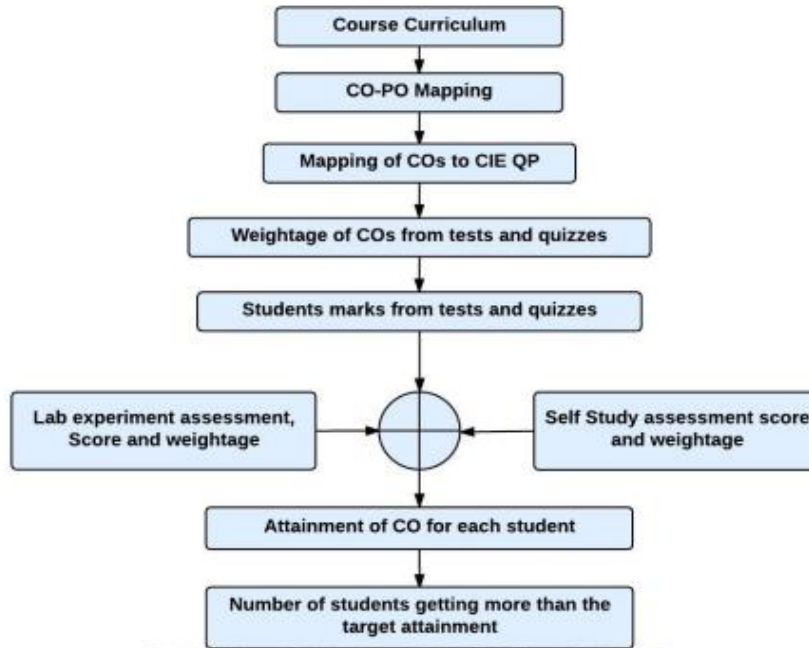 Course Curriculum
CO-PO Mapping
Mapping of COs to CIE QP
Weightage of COs from tests and quizzes
Students marks from tests and quizzes
Lab experiment assessment,
Score and weightage
Self Study assessment score
and weightage
Attainment of CO for each student
Number of students getting more than the
target attainment